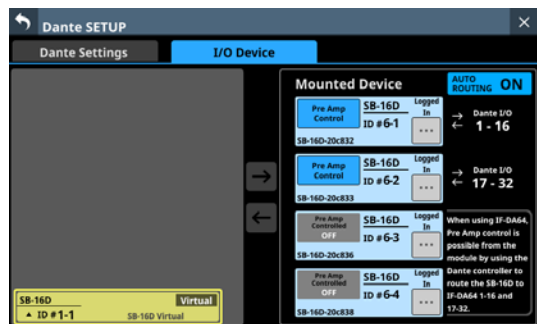 Dante SETUP
×
Dante Settings
I/O Device
Mounted Device
AUTO
ROUTING ON
Pre Amp
Control
SB-16D
ID #6-1
Logged
In
...
SB-16D-20c832
Dante I/O
1 - 16
Pre Amp
Control
SB-16D
ID #6-2
Logged
In
...
SB-16D-20c833
Dante I/O
17 - 32
Pre Amp
Controlled
OFF
SB-16D
ID #6-3
Logged
In
...
SB-16D-20c836
Pre Amp
Controlled
OFF
SB-16D
ID #6-4
Logged
In
...
SB-16D-20c838
When using IF-DA64,
Pre Amp control is
possible from the
module by using the
Dante controller to
route the SB-16D to
IF-DA64 1-16 and
17-32.
SB-16D
Virtual
▲ ID #1-1
SB-16D Virtual